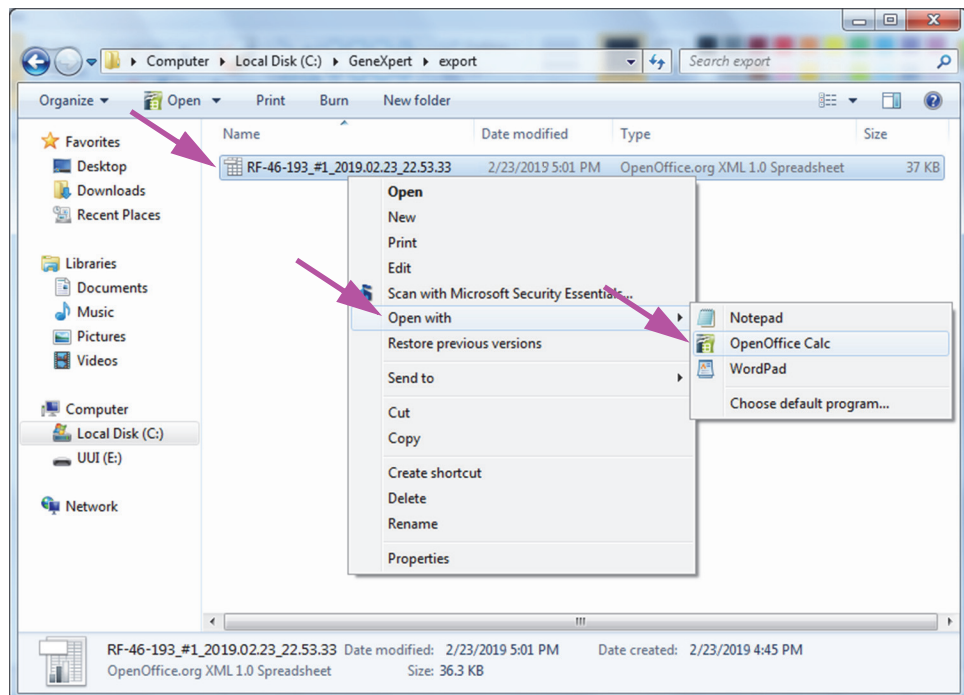 Computer Local Disk (C:) GeneXpert export Search export
Organize Open Print Burn New folder
Name Date modified Type Size
Favorites
Desktop
Downloads
Recent Places
Libraries
Documents
Music
Pictures
Videos
Computer
Local Disk (C:)
UUI (E:)
Network
RF-46-193_#1_2019.02.23_22.53.33 2/23/2019 5:01 PM OpenOffice.org XML 1.0 Spreadsheet 37 KB
Open
New
Print
Edit
Scan with Microsoft Security Essentials...
Open with
Restore previous versions
Send to
Cut
Copy
Create shortcut
Delete
Rename
Properties
Notepad
OpenOffice Calc
WordPad
Choose default program...
RF-46-193_#1_2019.02.23_22.53.33 Date modified: 2/23/2019 5:01 PM Date created: 2/23/2019 4:45 PM
OpenOffice.org XML 1.0 Spreadsheet Size: 36.3 KB